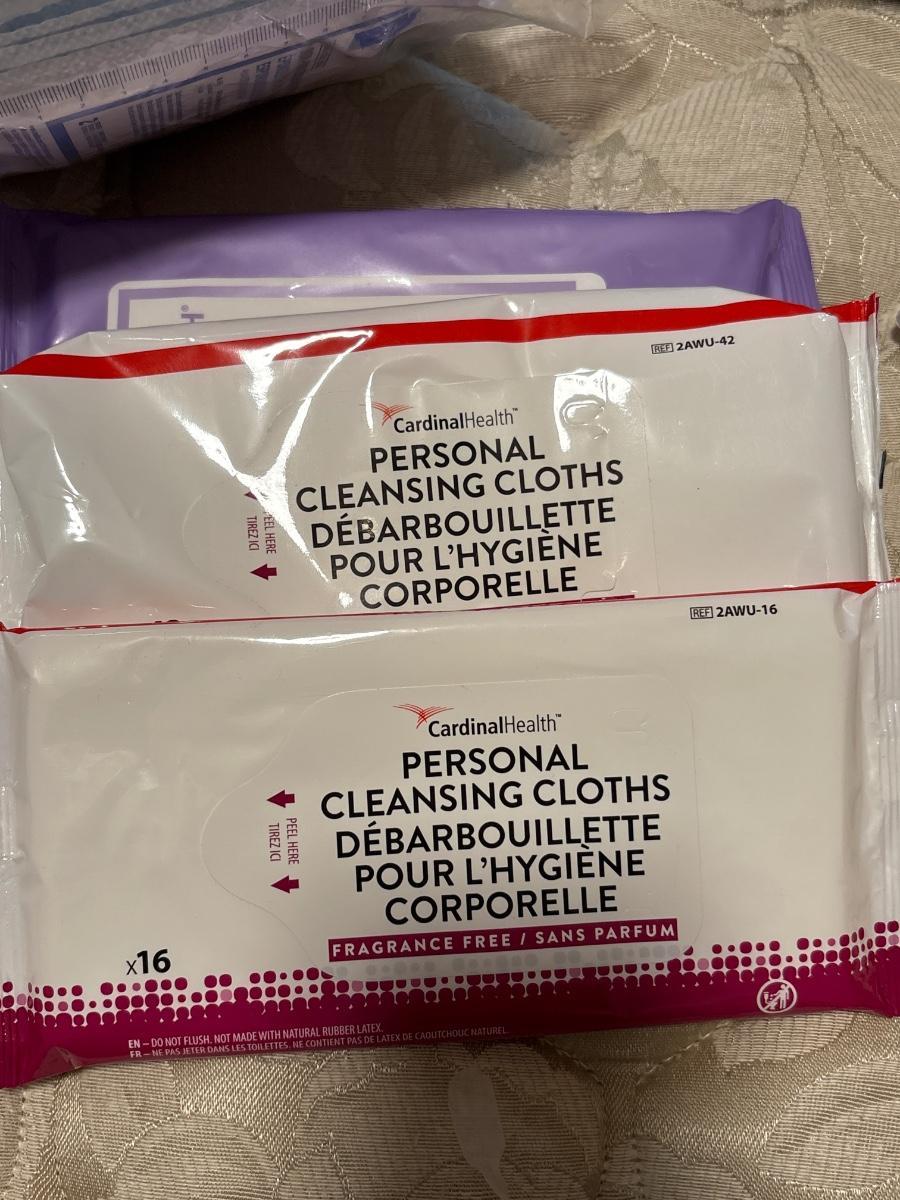 REF 2AWU-42
CardinalHealth™
PERSONAL
CLEANSING CLOTHS
DÉBARBOUILLETTE
POUR L'HYGIÈNE
CORPORELLE
PEEL HERE
TIREZ ICI
REF 2AWU-16
CardinalHealth™
PERSONAL
CLEANSING CLOTHS
DÉBARBOUILLETTE
POUR L'HYGIÈNE
CORPORELLE
FRAGRANCE FREE / SANS PARFUM
PEEL HERE
TIREZ ICI
x16
EN – DO NOT FLUSH. NOT MADE WITH NATURAL RUBBER LATEX.
FR – NE PAS JETER DANS LES TOILETTES. NE CONTIENT PAS DE LATEX DE CAOUTCHOUC NATUREL.